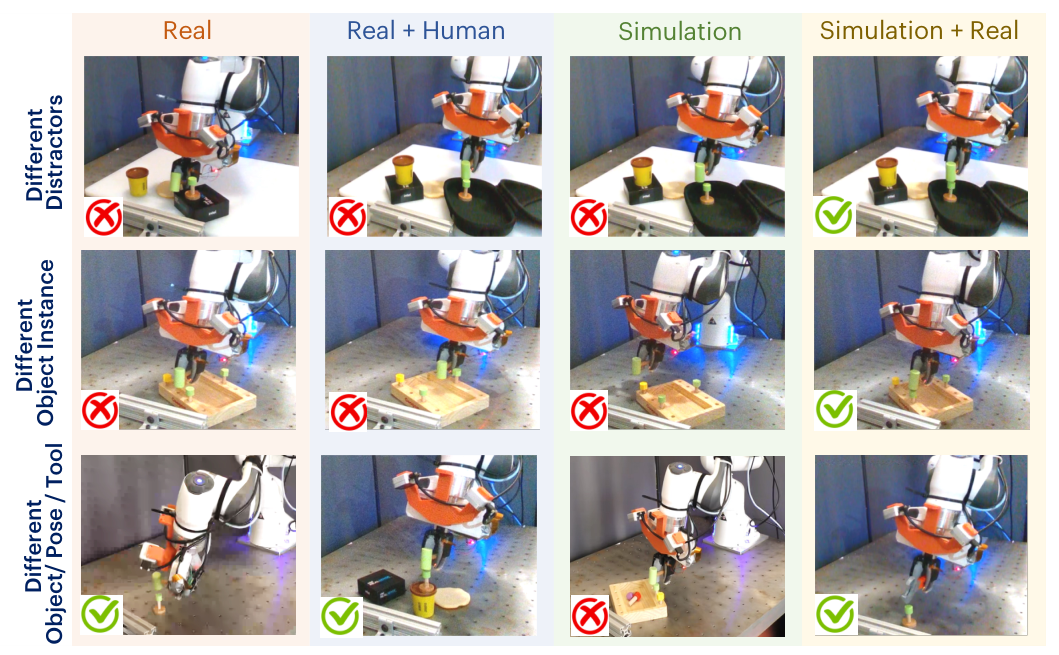 Real
Real + Human
Simulation
Simulation + Real
Different
Distractors
Different
Object Instance
Different
Object/ Pose / Tool